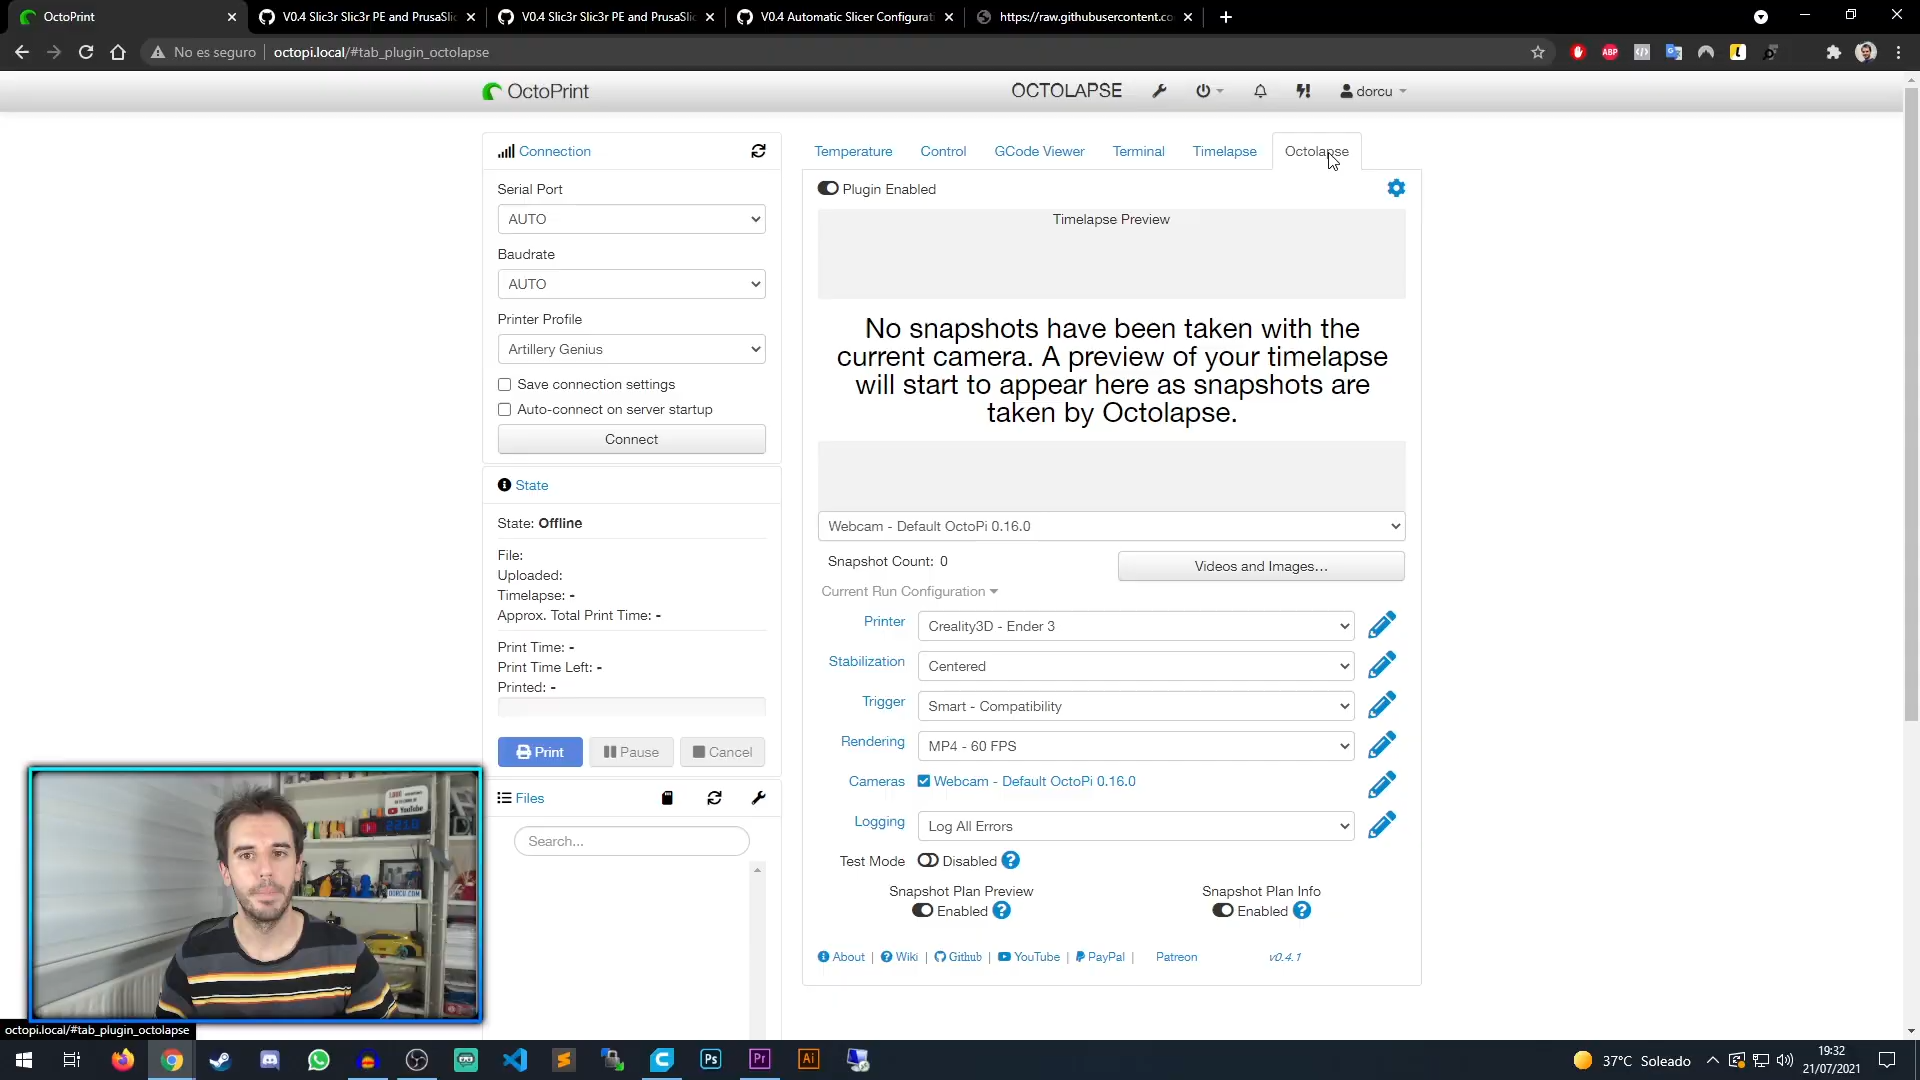 OctoPrint
V0.4 Slic3r Slic3r PE and PrusaSlic
V0.4 Slic3r Slic3r PE and PrusaSlic
V0.4 Automatic Slicer Configurati
https://raw.githubusercontent.co
No es seguro
octopi.local/#tab_plugin_octolapse
OctoPrint
OCTOLAPSE
dorcu
Connection
Serial Port
AUTO
Baudrate
AUTO
Printer Profile
Artillery Genius
Save connection settings
Auto-connect on server startup
Connect
State
State: Offline
File:
Uploaded:
Timelapse: -
Approx. Total Print Time: -
Print Time: -
Print Time Left: -
Printed: -
Print
Pause
Cancel
Files
Search...
Temperature
Control
GCode Viewer
Terminal
Timelapse
Octolapse
Plugin Enabled
Timelapse Preview
No snapshots have been taken with the
current camera. A preview of your timelapse
will start to appear here as snapshots are
taken by Octolapse.
Webcam - Default OctoPi 0.16.0
Snapshot Count: 0
Videos and Images...
Current Run Configuration
Printer
Creality3D - Ender 3
Stabilization
Centered
Trigger
Smart - Compatibility
Rendering
MP4 - 60 FPS
Cameras
Webcam - Default OctoPi 0.16.0
Logging
Log All Errors
Test Mode
Disabled
Snapshot Plan Preview
Enabled
Snapshot Plan Info
Enabled
About | Wiki | Github | YouTube | PayPal | Patreon
v0.4.1
YouTube
octopi.local/#tab_plugin_octolapse
37°C Soleado
19:32
21/07/2021